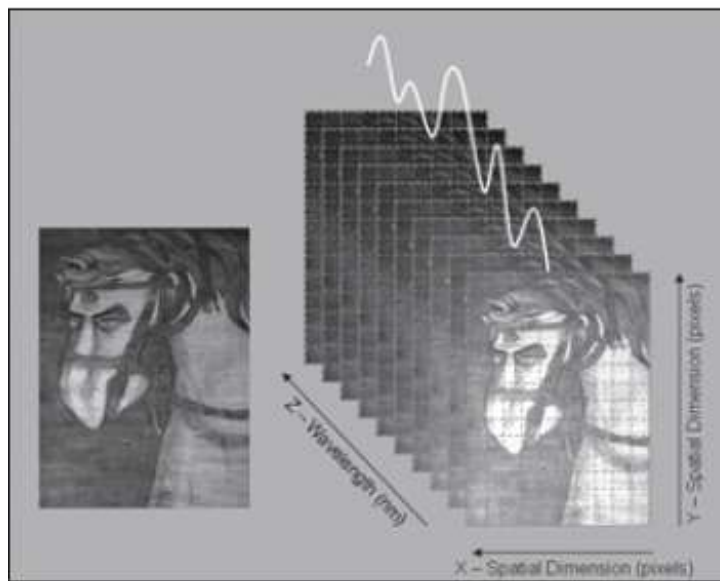 Z – Wavelength (nm)
Y – Spatial Dimension (pixels)
X – Spatial Dimension (pixels)